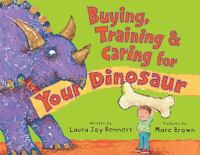 Buying,
Training &
Caring for
Your Dinosaur
Written by
Laura Joy Rennert
Pictures by
Marc Brown